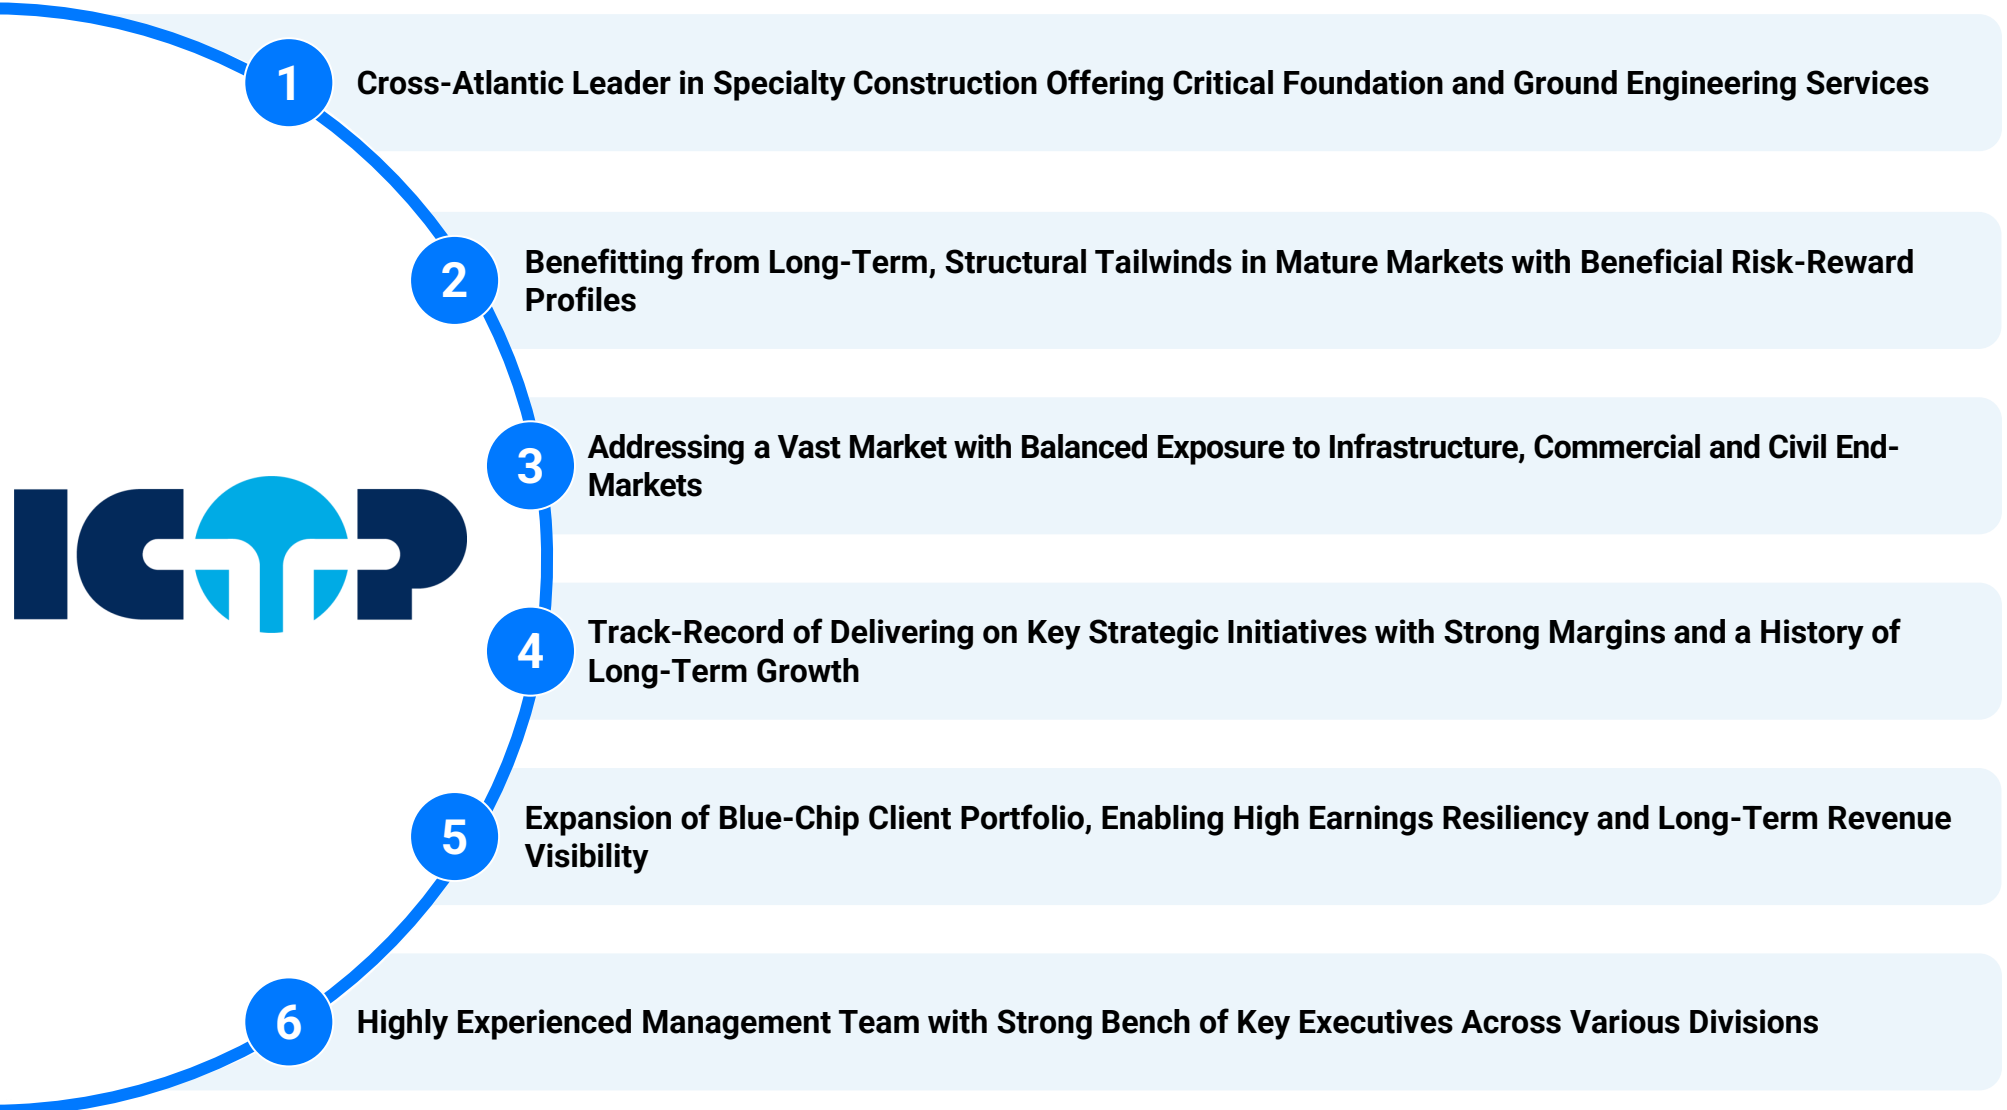 1
Cross-Atlantic Leader in Specialty Construction Offering Critical Foundation and Ground Engineering Services
2
Benefitting from Long-Term, Structural Tailwinds in Mature Markets with Beneficial Risk-Reward
Profiles
3
Addressing a Vast Market with Balanced Exposure to Infrastructure, Commercial and Civil End-
Markets
ICOP
4
Track-Record of Delivering on Key Strategic Initiatives with Strong Margins and a History of
Long-Term Growth
5
Expansion of Blue-Chip Client Portfolio, Enabling High Earnings Resiliency and Long-Term Revenue
Visibility
6
Highly Experienced Management Team with Strong Bench of Key Executives Across Various Divisions